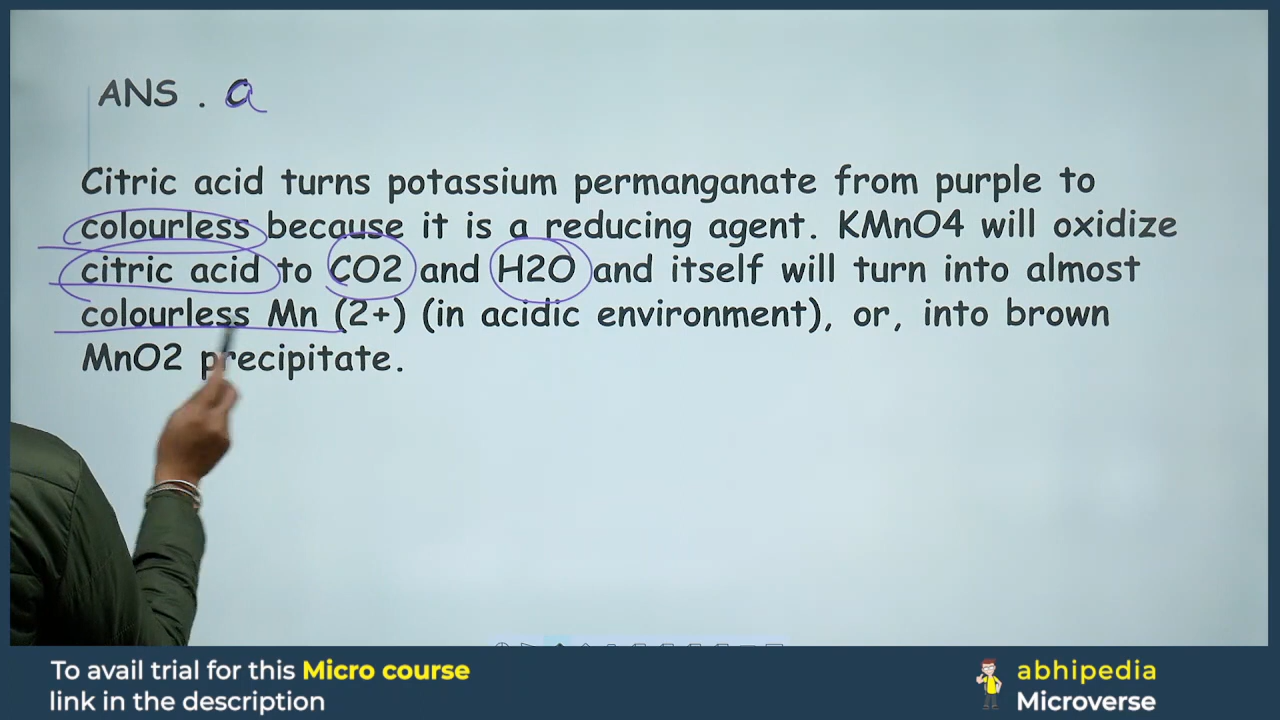 ANS . a
Citric acid turns potassium permanganate from purple to
colourless because it is a reducing agent. KMnO4 will oxidize
citric acid to CO2 and H2O and itself will turn into almost
colourless Mn (2+) (in acidic environment), or, into brown
MnO2 precipitate.
To avail trial for this Micro course
link in the description
abhipedia
Microverse